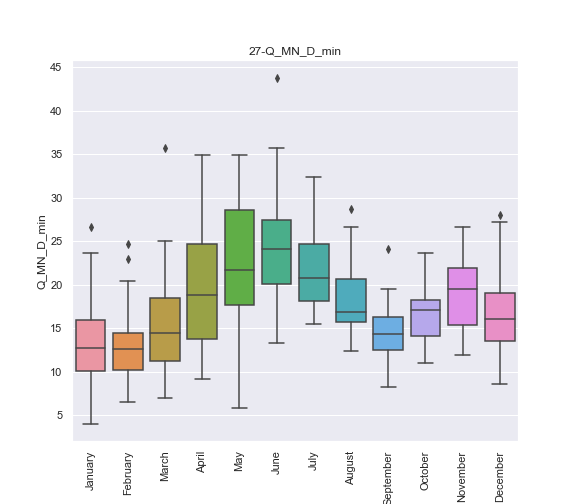 27-Q_MN_D_min
45
40
35
30
25
20
15
10
5
Q_MN_D_min
January
February
March
April
May
June
July
August
September
October
November
December